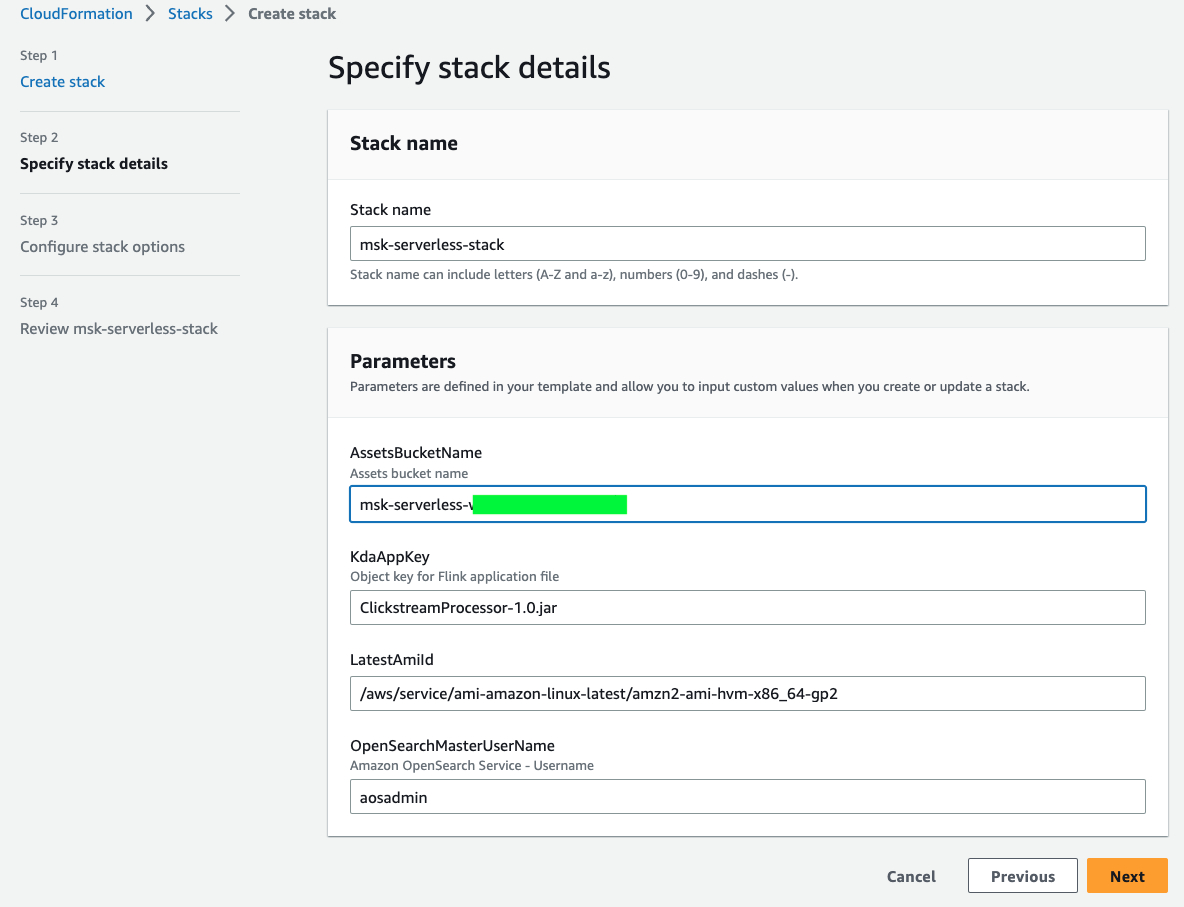 CloudFormation > Stacks > Create stack
Step 1
Create stack
Step 2
Specify stack details
Step 3
Configure stack options
Step 4
Review msk-serverless-stack
Specify stack details
Stack name
Stack name
msk-serverless-stack
Stack name can include letters (A-Z and a-z), numbers (0-9), and dashes (-).
Parameters
Parameters are defined in your template and allow you to input custom values when you create or update a stack.
AssetsBucketName
Assets bucket name
msk-serverless-
KdaAppKey
Object key for Flink application file
ClickstreamProcessor-1.0.jar
LatestAmiId
/aws/service/ami-amazon-linux-latest/amzn2-ami-hvm-x86_64-gp2
OpenSearchMasterUserName
Amazon OpenSearch Service - Username
aosadmin
Cancel
Previous
Next